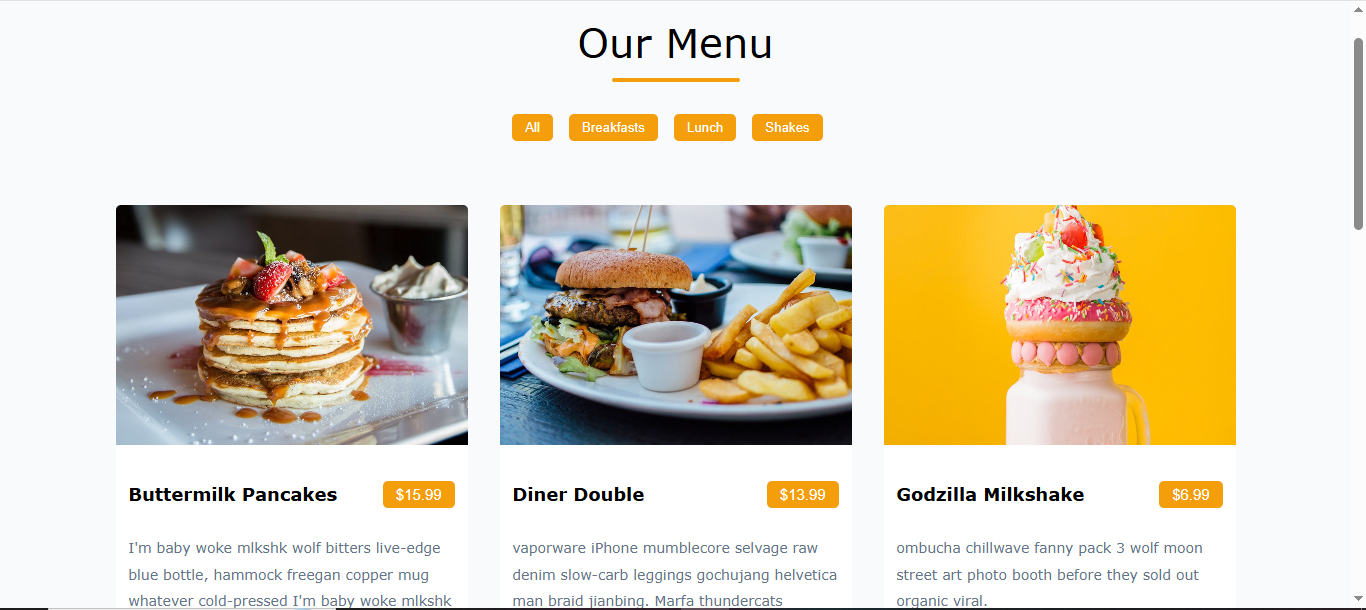 Our Menu
All Breakfasts Lunch Shakes
Buttermilk Pancakes $15.99
I'm baby woke mlkshk wolf bitters live-edge
blue bottle, hammock freegan copper mug
whatever cold-pressed I'm baby woke mlkshk
Diner Double $13.99
vaporware iPhone mumblecore selvage raw
denim slow-carb leggings gochujang helvetica
man braid jianbing. Marfa thundercats
Godzilla Milkshake $6.99
ombucha chillwave fanny pack 3 wolf moon
street art photo booth before they sold out
organic viral.